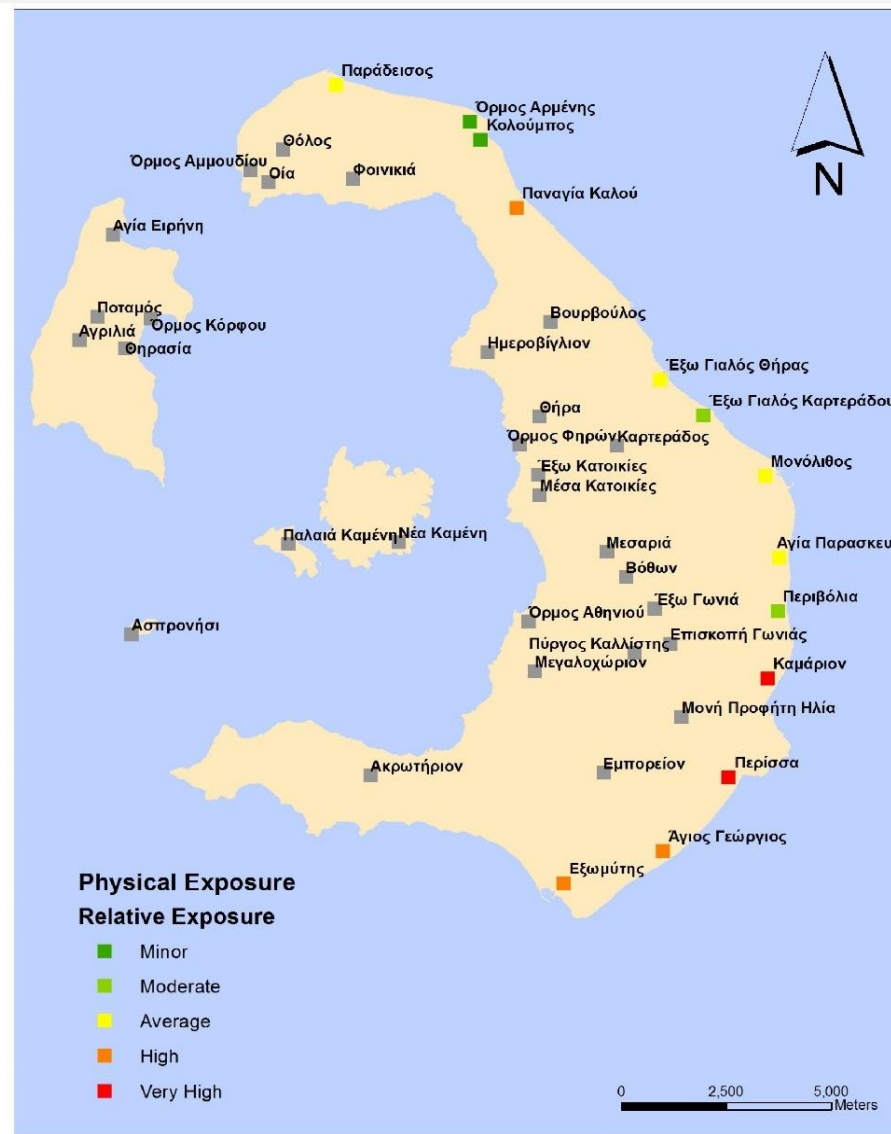 Παράδεισος
Όρμος Αρμένης
Κολούμπος
Θόλος
Όρμος Αμμουδίου
Οία
Φοινικιά
Παναγία Καλού
N
Αγία Ειρήνη
Ποταμός
Όρμος Κόρφου
Αγριλιά
Θηρασία
Βουρβούλος
Ημεροβίγλιον
Έξω Γιαλός Θήρας
Έξω Γιαλός Καρτεράδου
Θήρα
Όρμος Φηρών
Καρτεράδος
Μονόλιθος
Έξω Κατοικίες
Μέσα Κατοικίες
Παλαιά Καμένη
Νέα Καμένη
Μεσαριά
Αγία Παρασκευ
Βόθων
Ασπρονήσι
Έξω Γωνιά
Περιβόλια
Όρμος Αθηνιού
Πύργος Καλλίστης
Επισκοπή Γωνιάς
Μεγαλοχώριον
Καμάριον
Μονή Προφήτη Ηλία
Ακρωτήριον
Εμπορείον
Περίσσα
Άγιος Γεώργιος
Εξωμύτης
Physical Exposure
Relative Exposure
Minor
Moderate
Average
High
Very High
0 2,500 5,000
Meters